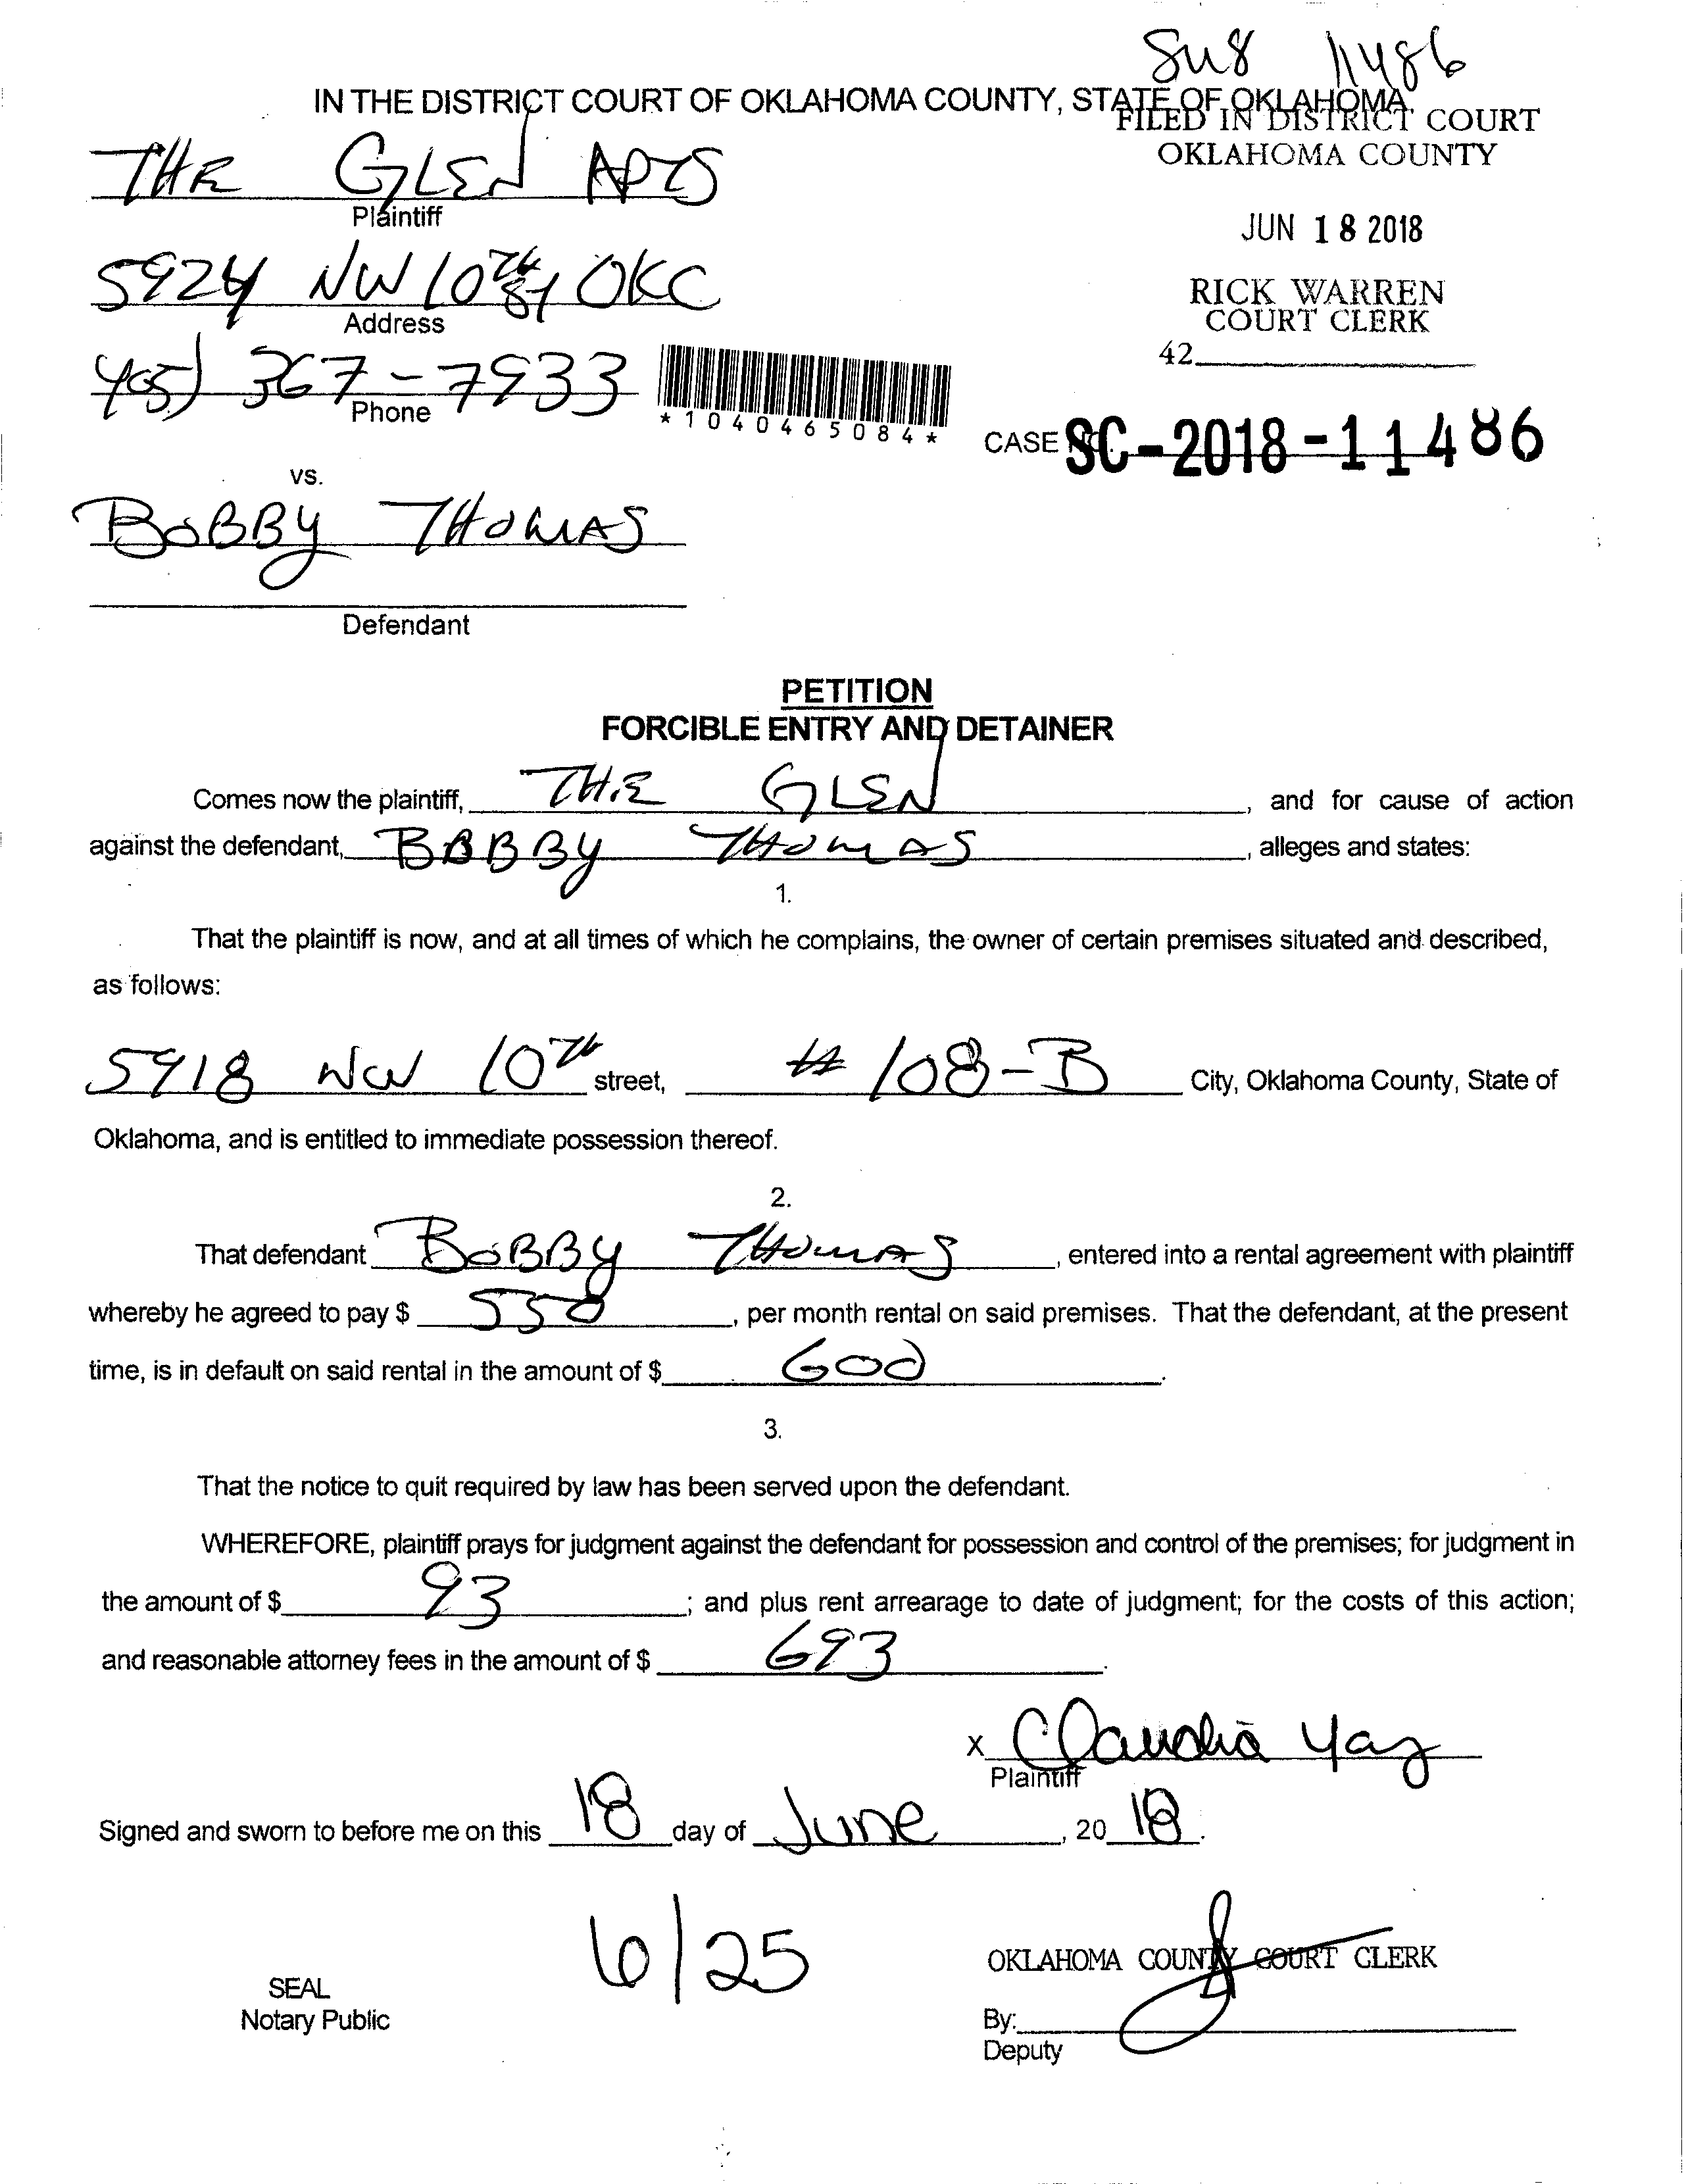 SM8 11486
IN THE DISTRICT COURT OF OKLAHOMA COUNTY, STATE OF OKLAHOMA
FILED IN DISTRICT COURT
OKLAHOMA COUNTY
THE GLEN APTS
Plaintiff
JUN 18 2018
5924 NW 10th St OKC
Address
RICK WARREN
COURT CLERK
42
405) 367-7933
Phone
*1040465084*
CASE NO. SC-2018-11486
vs.
BOBBY THOMAS
Defendant
PETITION
FORCIBLE ENTRY AND DETAINER
Comes now the plaintiff, THE GLEN, and for cause of action
against the defendant, BOBBY THOMAS, alleges and states:
1.
That the plaintiff is now, and at all times of which he complains, the owner of certain premises situated and described,
as follows:
5918 NW 10th street, # 108-B City, Oklahoma County, State of
Oklahoma, and is entitled to immediate possession thereof.
2.
That defendant BOBBY THOMAS, entered into a rental agreement with plaintiff
whereby he agreed to pay $ 550, per month rental on said premises. That the defendant, at the present
time, is in default on said rental in the amount of $ 600.
3.
That the notice to quit required by law has been served upon the defendant.
WHEREFORE, plaintiff prays for judgment against the defendant for possession and control of the premises; for judgment in
the amount of $ 93; and plus rent arrearage to date of judgment; for the costs of this action;
and reasonable attorney fees in the amount of $ 693.
x Claudia Yaz
Plaintiff
Signed and sworn to before me on this 18 day of June, 20 18.
6/25
OKLAHOMA COUNTY COURT CLERK
SEAL
Notary Public
By:
Deputy